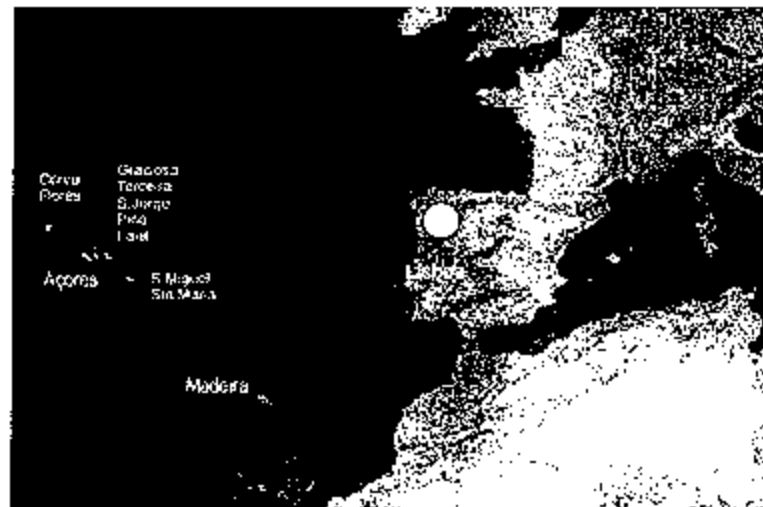 Corvo
Flores
Graciosa
Terceira
S.Jorge
Pico
Faial
Açores
S.Miguel
Sta.Maria
Lisboa
Madeira